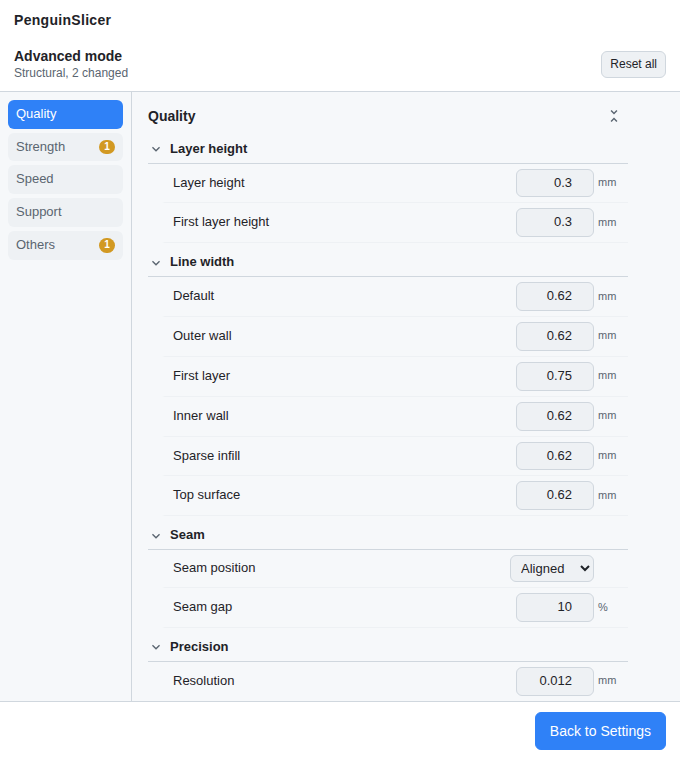 PenguinSlicer
Advanced mode
Structural, 2 changed
Reset all
Quality
Strength 1
Speed
Support
Others 1
Quality
Layer height
Layer height 0.3 mm
First layer height 0.3 mm
Line width
Default 0.62 mm
Outer wall 0.62 mm
First layer 0.75 mm
Inner wall 0.62 mm
Sparse infill 0.62 mm
Top surface 0.62 mm
Seam
Seam position Aligned
Seam gap 10 %
Precision
Resolution 0.012 mm
Back to Settings